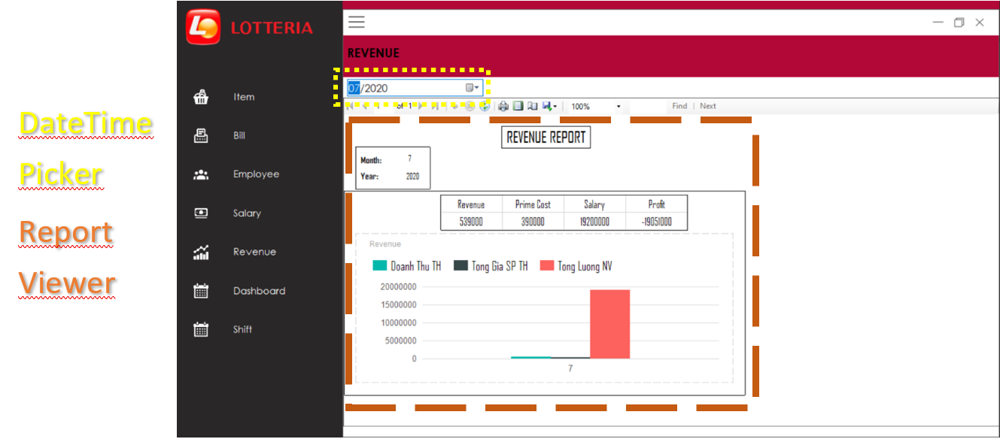 DateTime
Picker
Report
Viewer
LOTTERIA
Item
Bill
Employee
Salary
Revenue
Dashboard
Shift
REVENUE
07/2020
of 1
100%
Find | Next
REVENUE REPORT
Month: 7
Year: 2020
Revenue Prime Cost Salary Profit
539000 390000 19200000 -19051000
Revenue
Doanh Thu TH Tong Gia SP TH Tong Luong NV
20000000
15000000
10000000
5000000
0
7